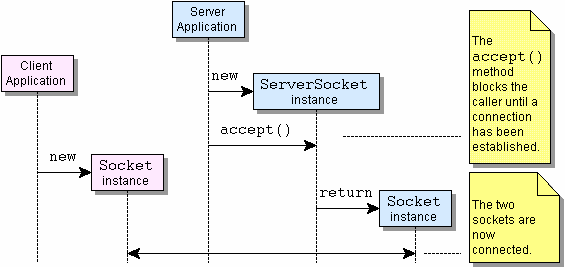 Server
Application
Client
Application
new
ServerSocket
instance
accept()
new
Socket
instance
return
Socket
instance
The
accept()
method
blocks the
caller until a
connection
has been
established.
The two
sockets are
now
connected.